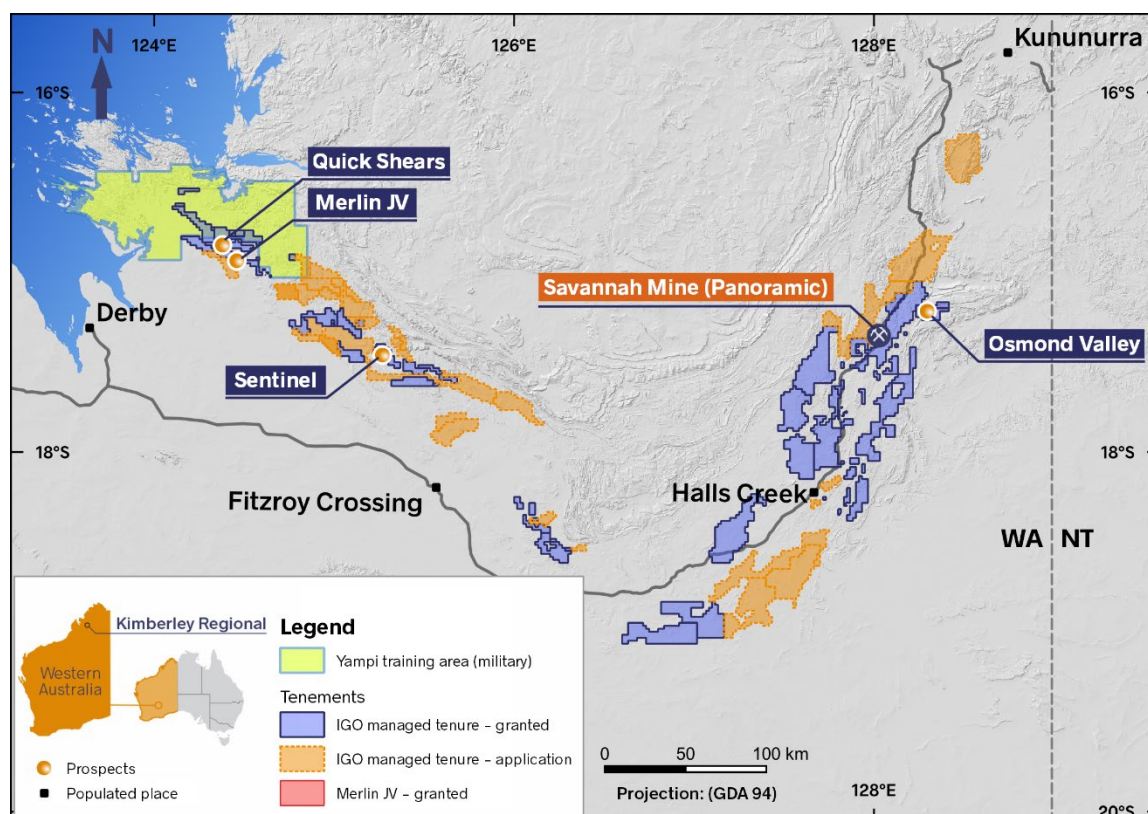 N
124°E
126°E
128°E
Kununurra
16°S
16°S
Quick Shears
Merlin JV
Savannah Mine (Panoramic)
Derby
Osmond Valley
Sentinel
18°S
18°S
Halls Creek
Fitzroy Crossing
WA
NT
Kimberley Regional
Western
Australia
Prospects
Populated place
Legend
Yampi training area (military)
Tenements
IGO managed tenure – granted
IGO managed tenure – application
Merlin JV – granted
0 50 100 km
Projection: (GDA 94)
128°E
20°S